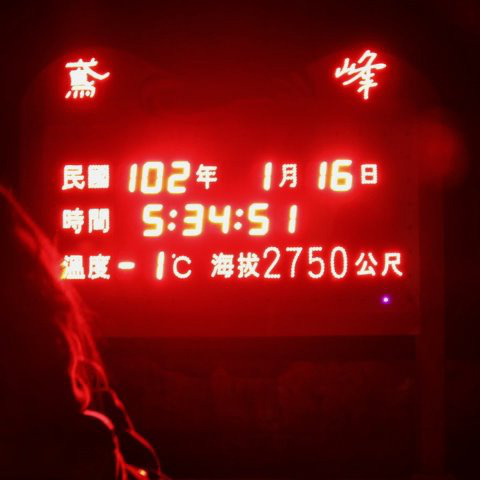 鳶 峰
民國 102年 1月 16日
時間 5:34:51
溫度 -1℃ 海拔2750公尺